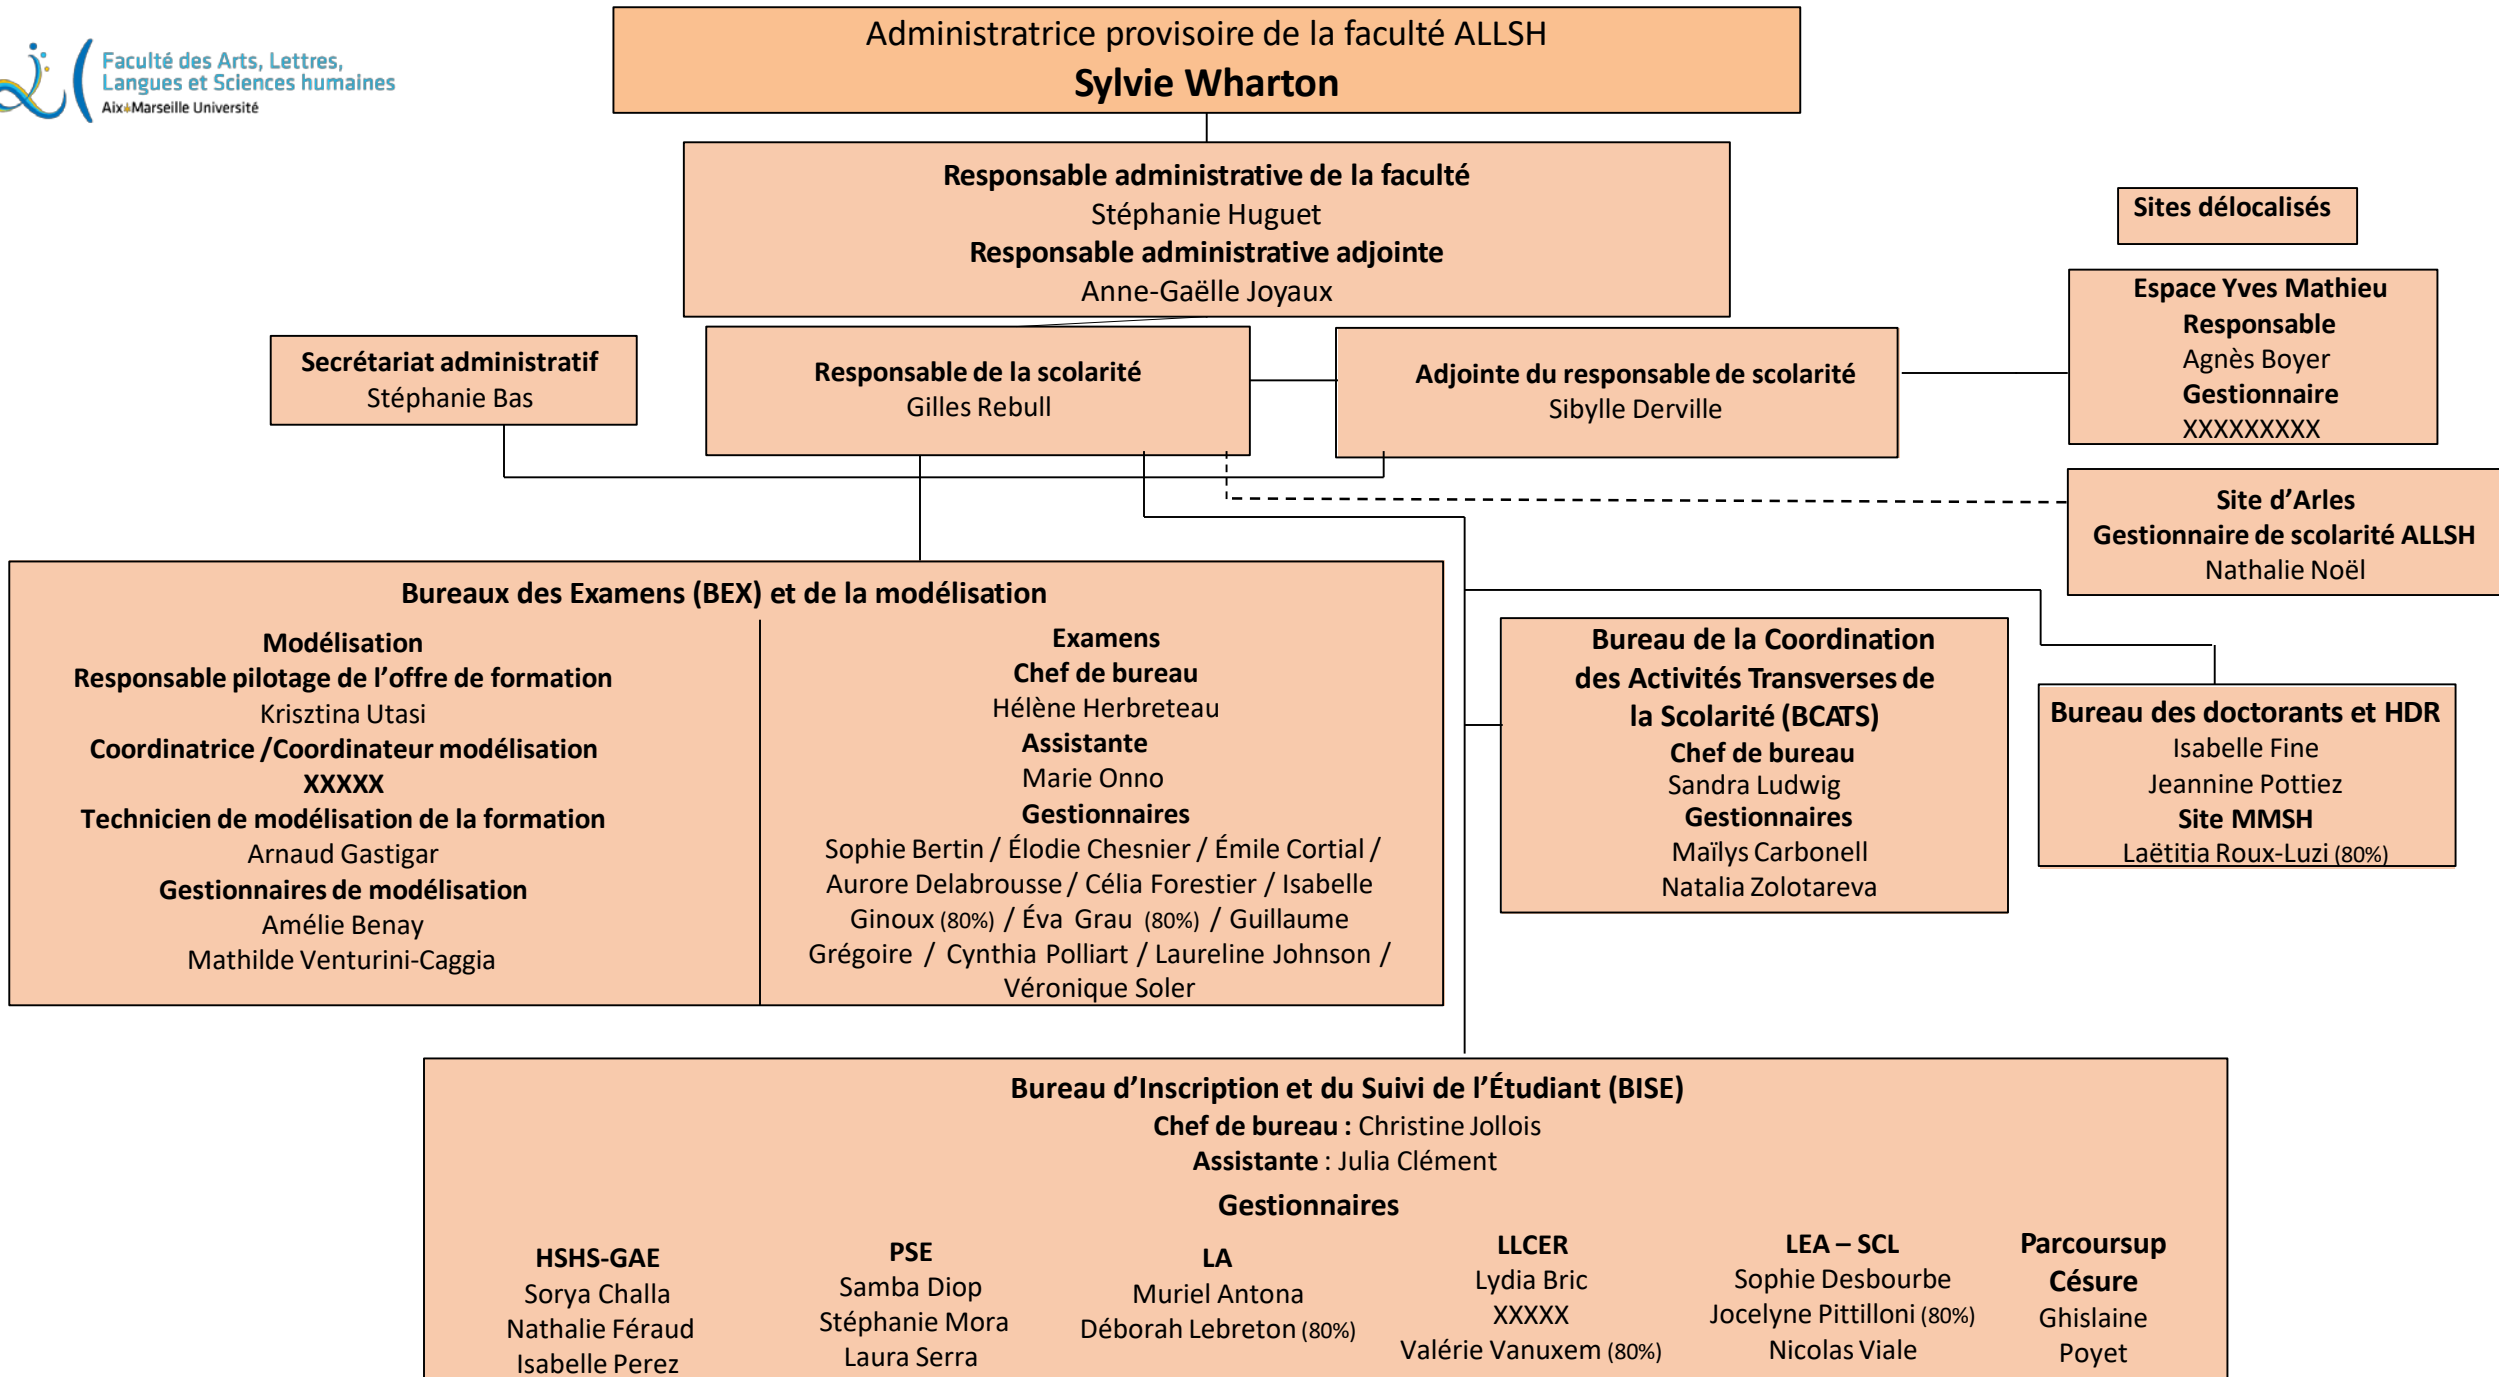 Faculté des Arts, Lettres,
Langues et Sciences humaines
Aix*Marseille Université
Administratrice provisoire de la faculté ALLSH
Sylvie Wharton
Responsable administrative de la faculté
Stéphanie Huguet
Responsable administrative adjointe
Anne-Gaëlle Joyaux
Sites délocalisés
Espace Yves Mathieu
Responsable
Agnès Boyer
Gestionnaire
XXXXXXXXX
Secrétariat administratif
Stéphanie Bas
Responsable de la scolarité
Gilles Rebull
Adjointe du responsable de scolarité
Sibylle Derville
Site d’Arles
Gestionnaire de scolarité ALLSH
Nathalie Noël
Bureaux des Examens (BEX) et de la modélisation
Modélisation
Responsable pilotage de l’offre de formation
Krisztina Utasi
Coordinatrice /Coordinateur modélisation
XXXXX
Technicien de modélisation de la formation
Arnaud Gastigar
Gestionnaires de modélisation
Amélie Benay
Mathilde Venturini-Caggia
Examens
Chef de bureau
Hélène Herbreteau
Assistante
Marie Onno
Gestionnaires
Sophie Bertin / Élodie Chesnier / Émile Cortial /
Aurore Delabrousse / Célia Forestier / Isabelle
Ginoux (80%) / Éva Grau (80%) / Guillaume
Grégoire / Cynthia Polliart / Laureline Johnson /
Véronique Soler
Bureau de la Coordination
des Activités Transverses de
la Scolarité (BCATS)
Chef de bureau
Sandra Ludwig
Gestionnaires
Maïlys Carbonell
Natalia Zolotareva
Bureau des doctorants et HDR
Isabelle Fine
Jeannine Pottiez
Site MMSH
Laëtitia Roux-Luzi (80%)
Bureau d’Inscription et du Suivi de l’Étudiant (BISE)
Chef de bureau : Christine Jollois
Assistante : Julia Clément
Gestionnaires
HSHS-GAE
Sorya Challa
Nathalie Féraud
Isabelle Perez
PSE
Samba Diop
Stéphanie Mora
Laura Serra
LA
Muriel Antona
Déborah Lebreton (80%)
LLCER
Lydia Bric
XXXXX
Valérie Vanuxem (80%)
LEA – SCL
Sophie Desbourbe
Jocelyne Pittilloni (80%)
Nicolas Viale
Parcoursup
Césure
Ghislaine
Poyet